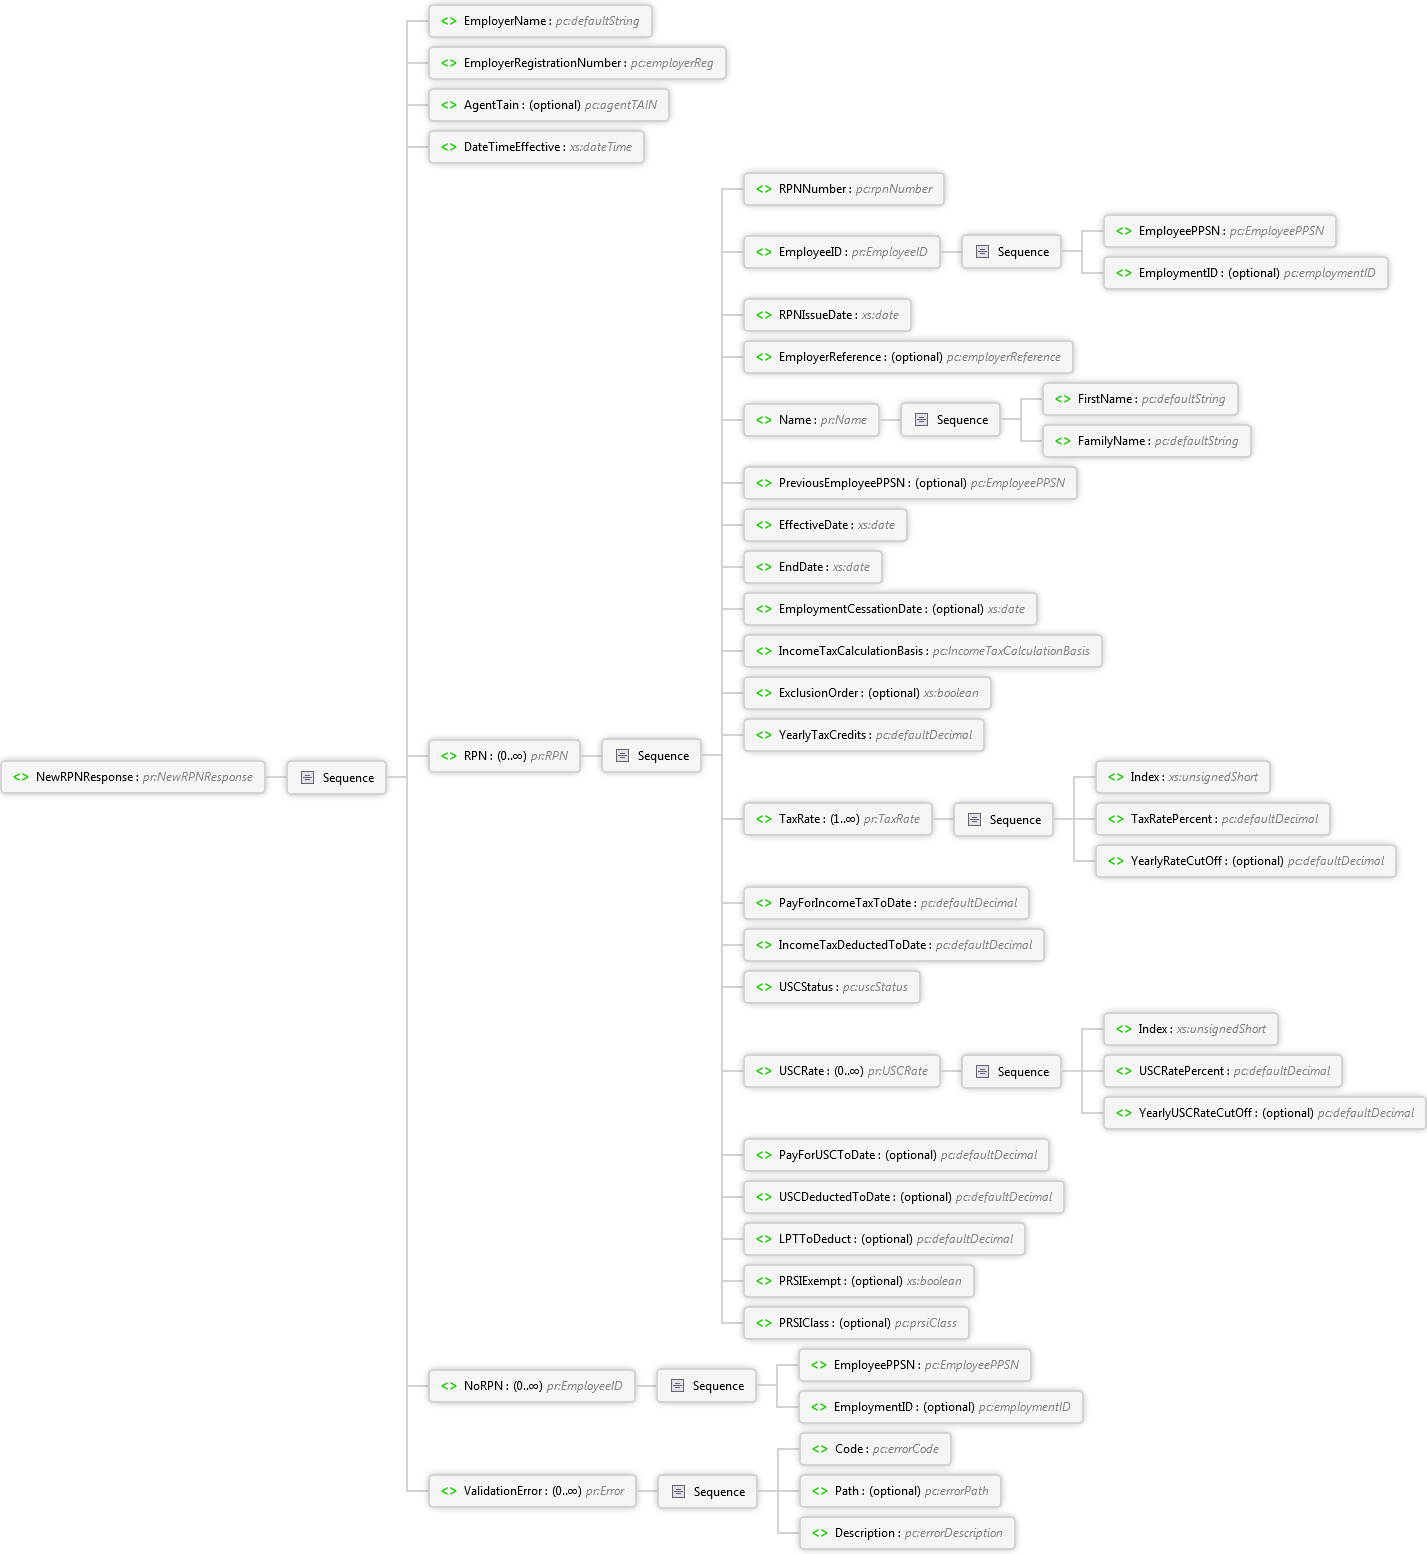 <> EmployerName : pc:defaultString
<> EmployerRegistrationNumber : pc:employerReg
<> AgentTain : (optional) pc:agentTAIN
<> DateTimeEffective : xs:dateTime
<> RPNNumber : pc:rpnNumber
<> EmployeePPSN : pc:EmployeePPSN
<> EmployeeID : pr:EmployeeID Sequence
<> EmploymentID : (optional) pc:employmentID
<> RPNIssueDate : xs:date
<> EmployerReference : (optional) pc:employerReference
<> FirstName : pc:defaultString
<> Name : pr:Name Sequence
<> FamilyName : pc:defaultString
<> PreviousEmployeePPSN : (optional) pc:EmployeePPSN
<> EffectiveDate : xs:date
<> EndDate : xs:date
<> EmploymentCessationDate : (optional) xs:date
<> IncomeTaxCalculationBasis : pc:IncomeTaxCalculationBasis
<> ExclusionOrder : (optional) xs:boolean
<> YearlyTaxCredits : pc:defaultDecimal
<> RPN : (0..∞) pr:RPN Sequence
<> NewRPNResponse : pr:NewRPNResponse Sequence
<> Index : xs:unsignedShort
<> TaxRate : (1..∞) pr:TaxRate Sequence
<> TaxRatePercent : pc:defaultDecimal
<> YearlyRateCutOff : (optional) pc:defaultDecimal
<> PayForIncomeTaxToDate : pc:defaultDecimal
<> IncomeTaxDeductedToDate : pc:defaultDecimal
<> USCStatus : pc:uscStatus
<> Index : xs:unsignedShort
<> USCRate : (0..∞) pr:USCRate Sequence
<> USCRatePercent : pc:defaultDecimal
<> YearlyUSCRateCutOff : (optional) pc:defaultDecimal
<> PayForUSCToDate : (optional) pc:defaultDecimal
<> USCDeductedToDate : (optional) pc:defaultDecimal
<> LPTToDeduct : (optional) pc:defaultDecimal
<> PRSIExempt : (optional) xs:boolean
<> PRSIClass : (optional) pc:prsiClass
<> EmployeePPSN : pc:EmployeePPSN
<> NoRPN : (0..∞) pr:EmployeeID Sequence
<> EmploymentID : (optional) pc:employmentID
<> Code : pc:errorCode
<> ValidationError : (0..∞) pr:Error Sequence
<> Path : (optional) pc:errorPath
<> Description : pc:errorDescription